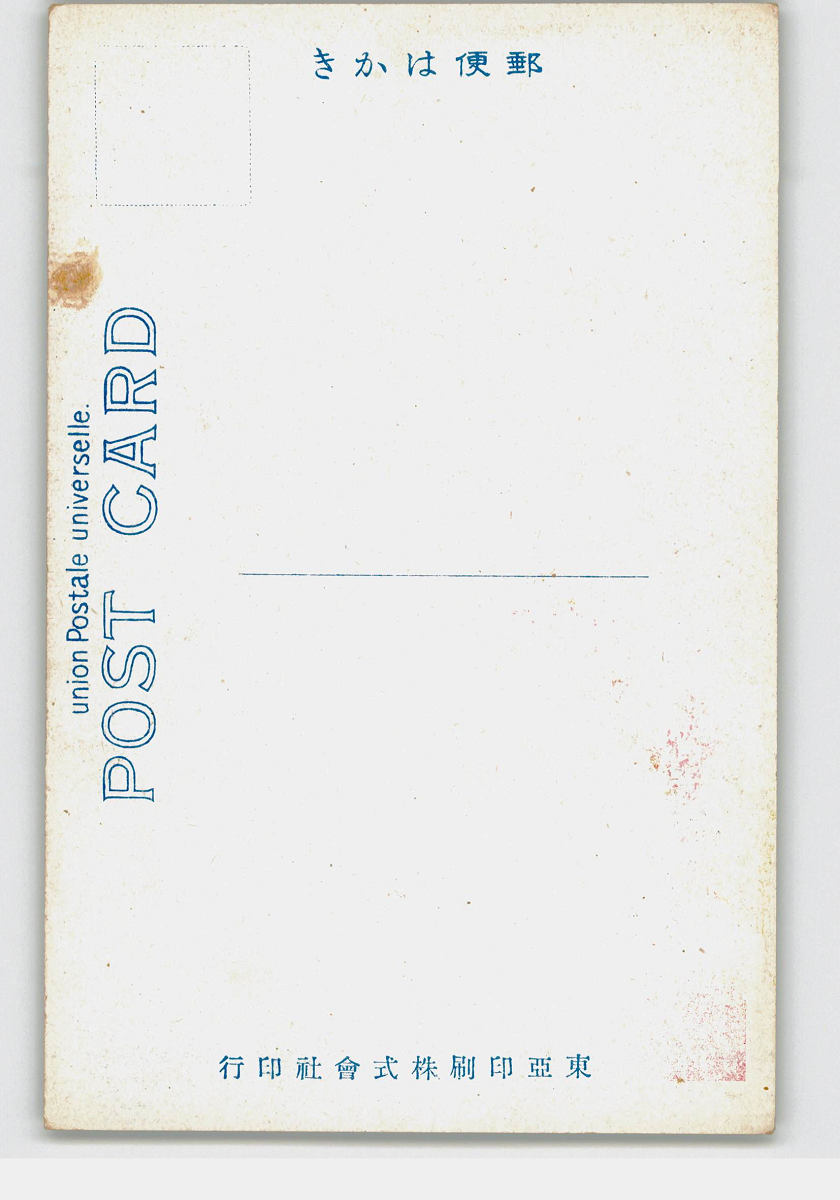 郵便はかき
union Postale universelle.
POST CARD
東亞印刷株式會社印行